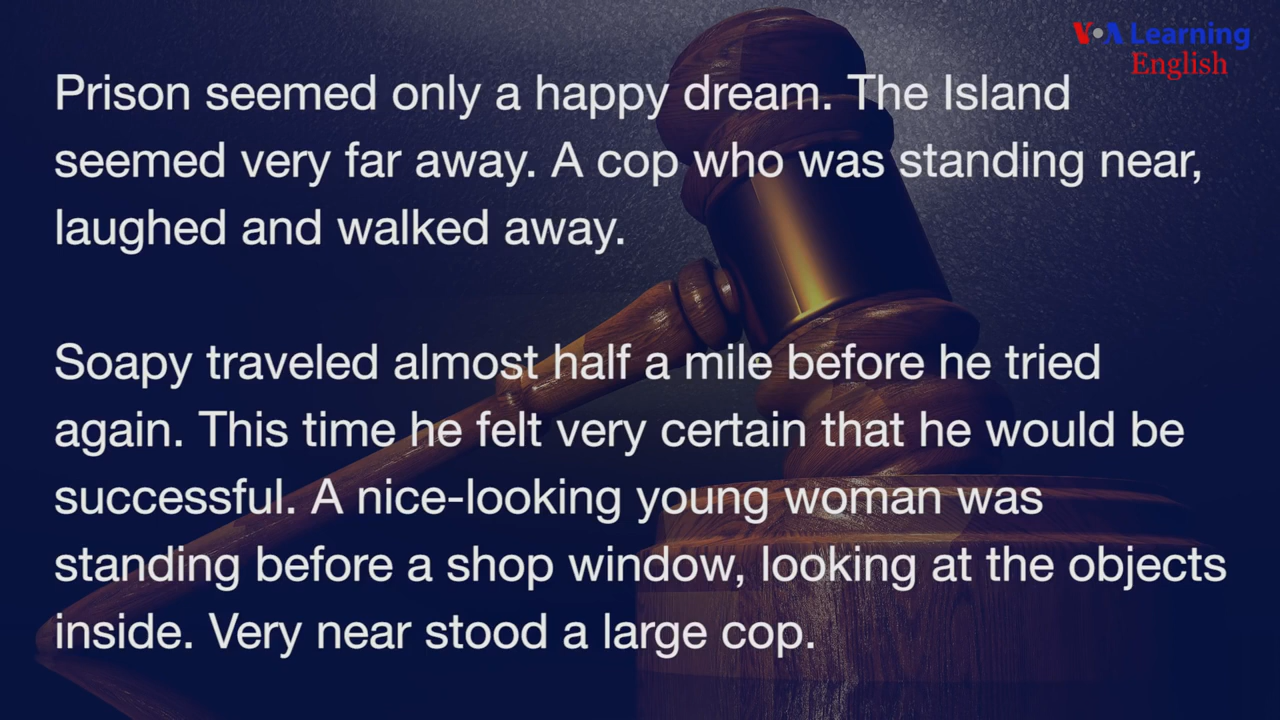 VOA Learning
English
Prison seemed only a happy dream. The Island
seemed very far away. A cop who was standing near,
laughed and walked away.
Soapy traveled almost half a mile before he tried
again. This time he felt very certain that he would be
successful. A nice-looking young woman was
standing before a shop window, looking at the objects
inside. Very near stood a large cop.